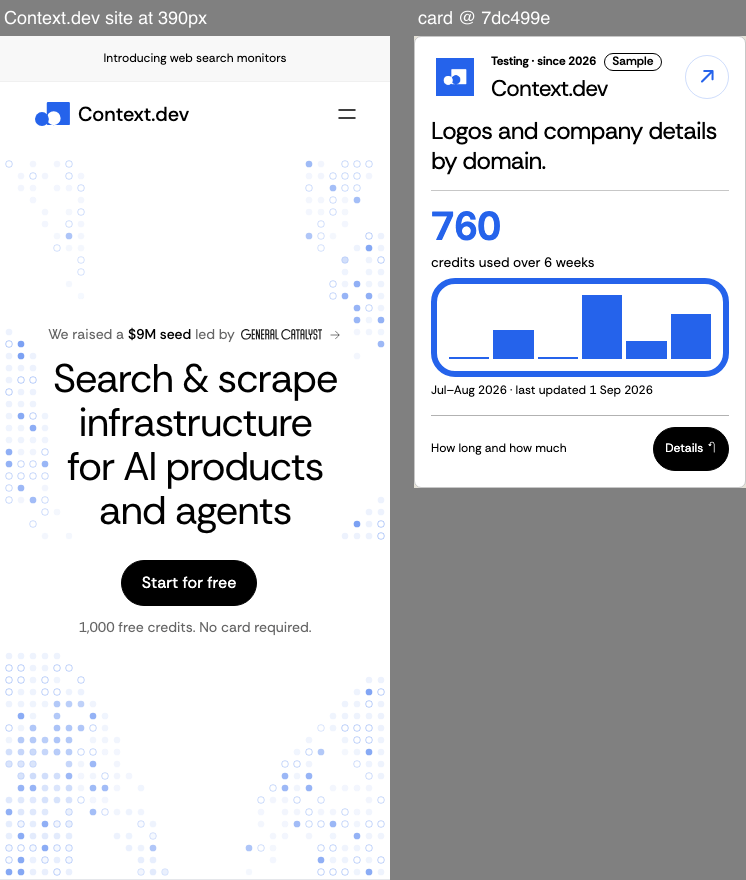 Context.dev site at 390px
Introducing web search monitors
Context.dev
We raised a $9M seed led by GENERAL CATALYST →
Search & scrape
infrastructure
for AI products
and agents
Start for free
1,000 free credits. No card required.
card @ 7dc499e
Testing · since 2026 Sample
Context.dev
Logos and company details
by domain.
760
credits used over 6 weeks
Jul–Aug 2026 · last updated 1 Sep 2026
How long and how much
Details